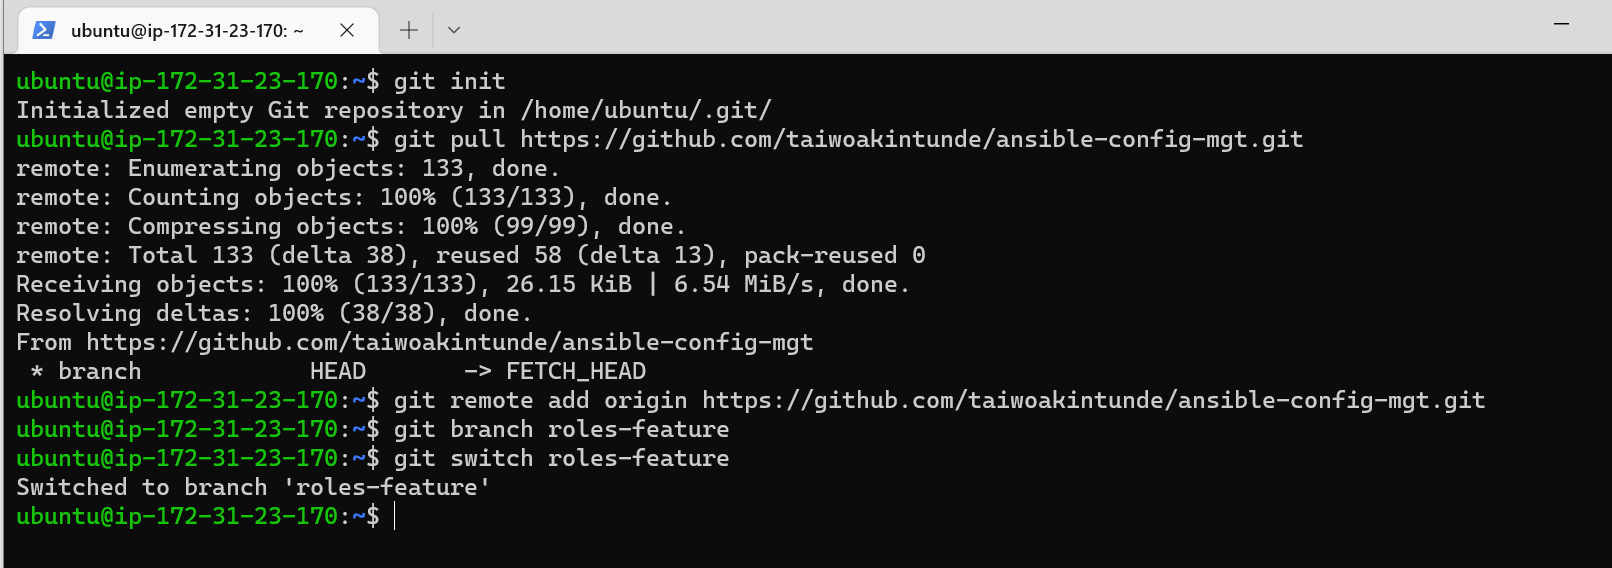 ubuntu@ip-172-31-23-170: ~
ubuntu@ip-172-31-23-170:~$ git init
Initialized empty Git repository in /home/ubuntu/.git/
ubuntu@ip-172-31-23-170:~$ git pull https://github.com/taiwoakintunde/ansible-config-mgt.git
remote: Enumerating objects: 133, done.
remote: Counting objects: 100% (133/133), done.
remote: Compressing objects: 100% (99/99), done.
remote: Total 133 (delta 38), reused 58 (delta 13), pack-reused 0
Receiving objects: 100% (133/133), 26.15 KiB | 6.54 MiB/s, done.
Resolving deltas: 100% (38/38), done.
From https://github.com/taiwoakintunde/ansible-config-mgt
 * branch            HEAD       -> FETCH_HEAD
ubuntu@ip-172-31-23-170:~$ git remote add origin https://github.com/taiwoakintunde/ansible-config-mgt.git
ubuntu@ip-172-31-23-170:~$ git branch roles-feature
ubuntu@ip-172-31-23-170:~$ git switch roles-feature
Switched to branch 'roles-feature'
ubuntu@ip-172-31-23-170:~$